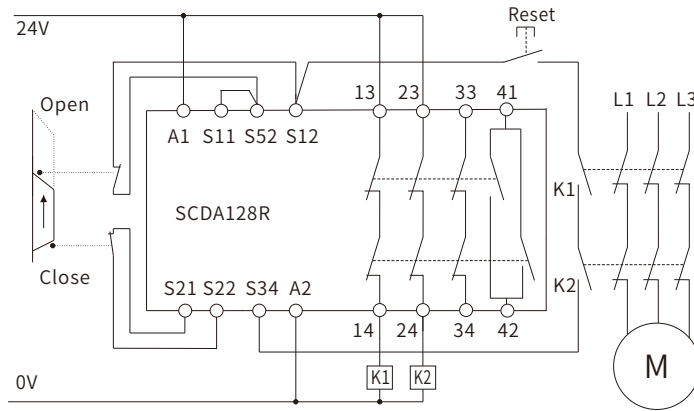 Reset
24V
13 23 33 41
L1 L2 L3
Open
A1 S11 S52 S12
SCDA128R
K1
Close
S21 S22 S34 A2
K2
14 24 34 42
M
0V
K1 K2